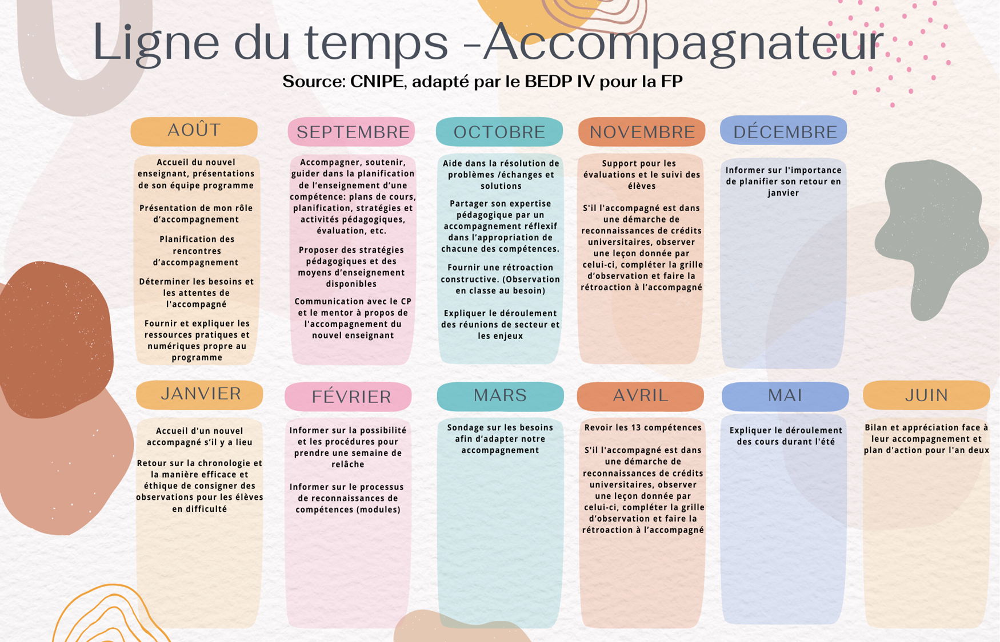 Ligne du temps -Accompagnateur
Source: CNIPE, adapté par le BEDP IV pour la FP
AOÛT
Accueil du nouvel
enseignant, présentations
de son équipe programme
Présentation de mon rôle
d’accompagnement
Planification des
rencontres
d’accompagnement
Déterminer les besoins et
les attentes de
l'accompagné
Fournir et expliquer les
ressources pratiques et
numériques propre au
programme
SEPTEMBRE
Accompagner, soutenir,
guider dans la planification
de l’enseignement d’une
compétence: plans de cours,
planification, stratégies et
activités pédagogiques,
évaluation, etc.
Proposer des stratégies
pédagogiques et des
moyens d’enseignement
disponibles
Communication avec le CP
et le mentor à propos de
l'accompagnement du
nouvel enseignant
OCTOBRE
Aide dans la résolution de
problèmes /échanges et
solutions
Partager son expertise
pédagogique par un
accompagnement réflexif
dans l’appropriation de
chacune des compétences.
Fournir une rétroaction
constructive. (Observation
en classe au besoin)
Expliquer le déroulement
des réunions de secteur et
les enjeux
NOVEMBRE
Support pour les
évaluations et le suivi des
élèves
S'il l'accompagné est dans
une démarche de
reconnaissances de crédits
universitaires, observer
une leçon donnée par
celui-ci, compléter la grille
d’observation et faire la
rétroaction à l’accompagné
DÉCEMBRE
Informer sur l'importance
de planifier son retour en
janvier
JANVIER
Accueil d'un nouvel
accompagné s’il y a lieu
Retour sur la chronologie et
la manière efficace et
éthique de consigner des
observations pour les élèves
en difficulté
FÉVRIER
Informer sur la possibilité
et les procédures pour
prendre une semaine de
relâche
Informer sur le processus
de reconnaissances de
compétences (modules)
MARS
Sondage sur les besoins
afin d’adapter notre
accompagnement
AVRIL
Revoir les 13 compétences
S'il l'accompagné est dans
une démarche de
reconnaissances de crédits
universitaires, observer
une leçon donnée par
celui-ci, compléter la grille
d’observation et faire la
rétroaction à l’accompagné
MAI
Expliquer le déroulement
des cours durant l'été
JUIN
Bilan et appréciation face à
leur accompagnement et
plan d'action pour l'an deux